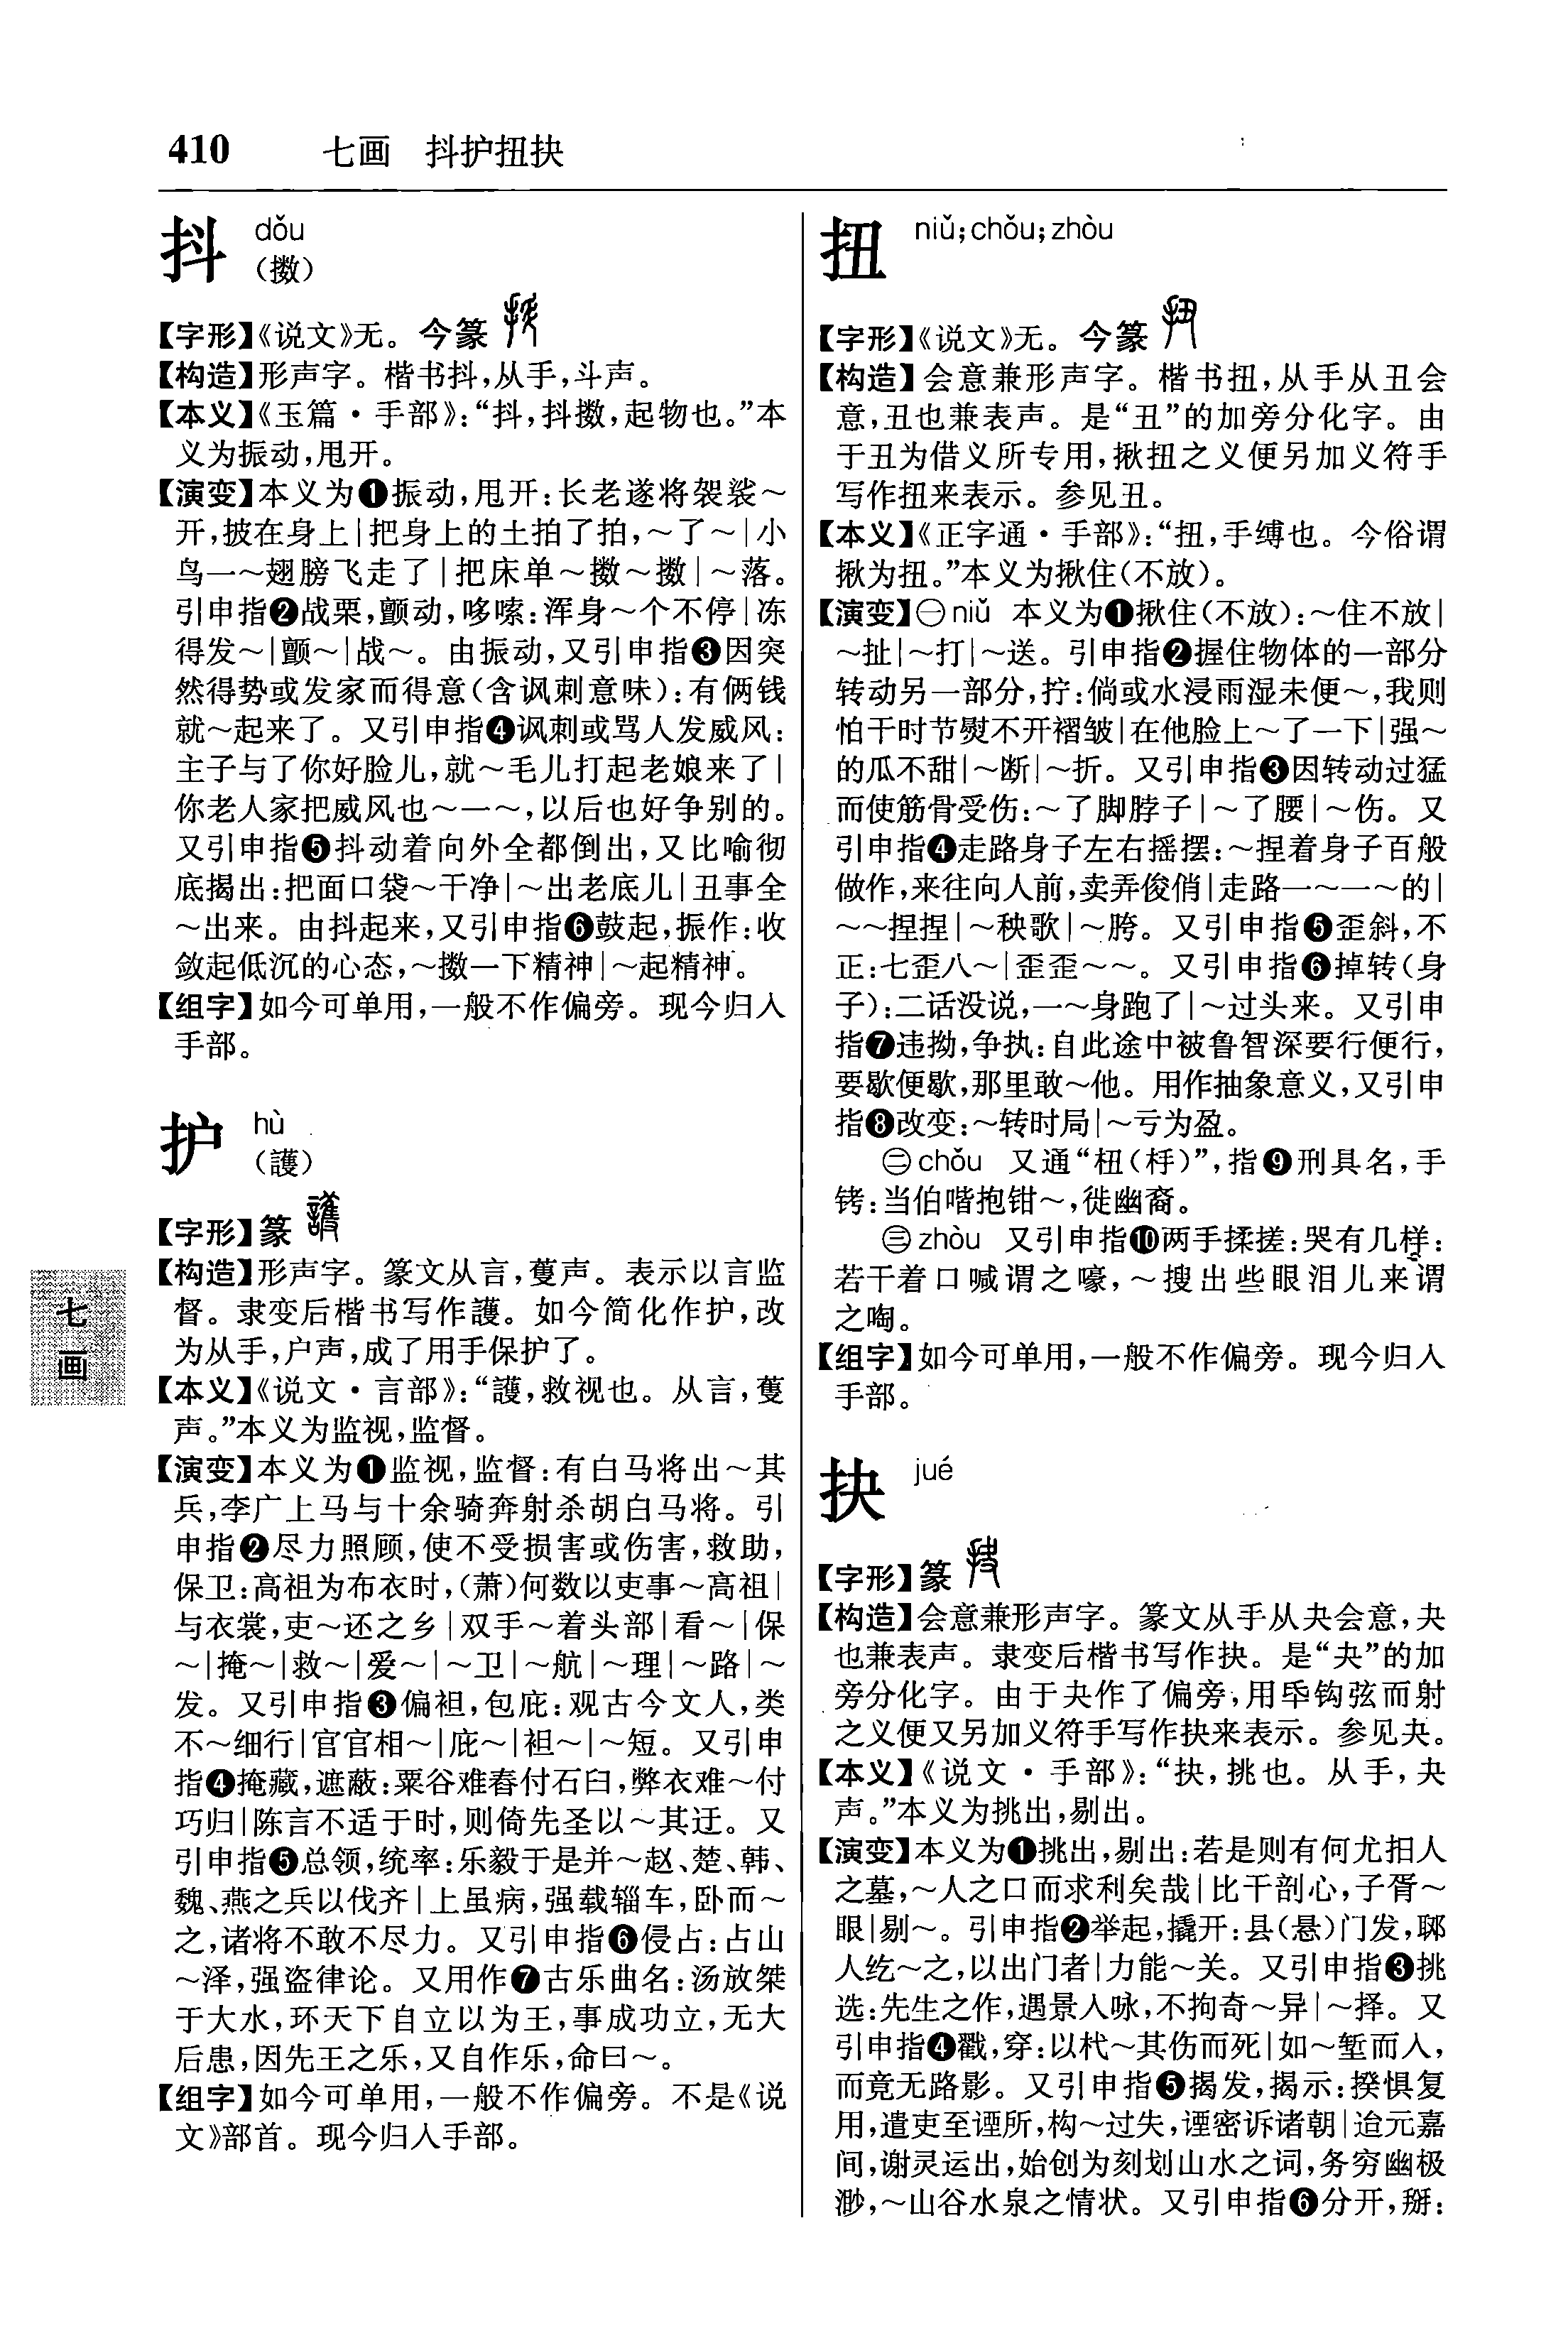 410 七画 抖护扭抉
抖 dǒu
（擞）
【字形】《说文》无。今篆
【构造】形声字。楷书抖，从手，斗声。
【本义】《玉篇·手部》：“抖，抖擞，起物也。”本
义为振动，甩开。
【演变】本义为❶振动，甩开：长老遂将袈裟～
开，披在身上|把身上的土拍了拍，～了～|小
鸟一～翅膀飞走了|把床单～擞～擞|～落。
引申指❷战栗，颤动，哆嗦：浑身～个不停|冻
得发～|颤～|战～。由振动，又引申指❸因突
然得势或发家而得意（含讽刺意味）：有俩钱
就～起来了。又引申指❹讽刺或骂人发威风：
主子与了你好脸儿，就～毛儿打起老娘来了|
你老人家把威风也～一～，以后也好争别的。
又引申指❺抖动着向外全都倒出，又比喻彻
底揭出：把面口袋～干净|～出老底儿|丑事全
～出来。由抖起来，又引申指❻鼓起，振作：收
敛起低沉的心态，～擞一下精神|～起精神。
【组字】如今可单用，一般不作偏旁。现今归入
手部。
护 hù
（護）
【字形】篆
【构造】形声字。篆文从言，蒦声。表示以言监
督。隶变后楷书写作護。如今简化作护，改
为从手，户声，成了用手保护了。
【本义】《说文·言部》：“護，救视也。从言，蒦
声。”本义为监视，监督。
【演变】本义为❶监视，监督：有白马将出～其
兵，李广上马与十余骑奔射杀胡白马将。引
申指❷尽力照顾，使不受损害或伤害，救助，
保卫：高祖为布衣时，（萧）何数以吏事～高祖|
与衣裳，吏～还之乡|双手～着头部|看～|保
～|掩～|救～|爱～|～卫|～航|～理|～路|～
发。又引申指❸偏袒，包庇：观古今文人，类
不～细行|官官相～|庇～|袒～|～短。又引申
指❹掩藏，遮蔽：粟谷难舂付石臼，弊衣难～付
巧归|陈言不适于时，则倚先圣以～其迂。又
引申指❺总领，统率：乐毅于是并～赵、楚、韩、
魏、燕之兵以伐齐|上虽病，强载辎车，卧而～
之，诸将不敢不尽力。又引申指❻侵占：占山
～泽，强盗律论。又用作❼古乐曲名：汤放桀
于大水，环天下自立以为王，事成功立，无大
后患，因先王之乐，又自作乐，命曰～。
【组字】如今可单用，一般不作偏旁。不是《说
文》部首。现今归入手部。
七
画
扭 niǔ；chǒu；zhòu
【字形】《说文》无。今篆
【构造】会意兼形声字。楷书扭，从手从丑会
意，丑也兼表声。是“丑”的加旁分化字。由
于丑为借义所专用，揪扭之义便另加义符手
写作扭来表示。参见丑。
【本义】《正字通·手部》：“扭，手缚也。今俗谓
揪为扭。”本义为揪住（不放）。
【演变】㊀niǔ 本义为❶揪住（不放）：～住不放|
～扯|～打|～送。引申指❷握住物体的一部分
转动另一部分，拧：倘或水浸雨湿未便～，我则
怕干时节熨不开褶皱|在他脸上～了一下|强～
的瓜不甜|～断|～折。又引申指❸因转动过猛
而使筋骨受伤：～了脚脖子|～了腰|～伤。又
引申指❹走路身子左右摇摆：～捏着身子百般
做作，来往向人前，卖弄俊俏|走路一～一～的|
～～捏捏|～秧歌|～胯。又引申指❺歪斜，不
正：七歪八～|歪歪～～。又引申指❻掉转（身
子）：二话没说，一～身跑了|～过头来。又引申
指❼违拗，争执：自此途中被鲁智深要行便行，
要歇便歇，那里敢～他。用作抽象意义，又引申
指❽改变：～转时局|～亏为盈。
㊁chǒu 又通“杻（杽）”，指❾刑具名，手
铐：当伯喈抱钳～，徙幽裔。
㊂zhòu 又引申指❿两手揉搓：哭有几样：
若干着口喊谓之嚎，～搜出些眼泪儿来谓
之啕。
【组字】如今可单用，一般不作偏旁。现今归入
手部。
抉 jué
【字形】篆
【构造】会意兼形声字。篆文从手从夬会意，夬
也兼表声。隶变后楷书写作抉。是“夬”的加
旁分化字。由于夬作了偏旁，用手钩弦而射
之义便又另加义符手写作抉来表示。参见夬。
【本义】《说文·手部》：“抉，挑也。从手，夬
声。”本义为挑出，剔出。
【演变】本义为❶挑出，剔出：若是则有何尤抇人
之墓，～人之口而求利矣哉|比干剖心，子胥～
眼|剔～。引申指❷举起，撬开：县（悬）门发，郰
人纥～之，以出门者|力能～关。又引申指❸挑
选：先生之作，遇景入咏，不拘奇～异|～择。又
引申指❹戳，穿：以杙～其伤而死|如～堑而入，
而竟无路影。又引申指❺揭发，揭示：揆惧复
用，遣吏至諲所，构～过失，諲密诉诸朝|迨元嘉
间，谢灵运出，始创为刻划山水之词，务穷幽极
渺，～山谷水泉之情状。又引申指❻分开，掰：